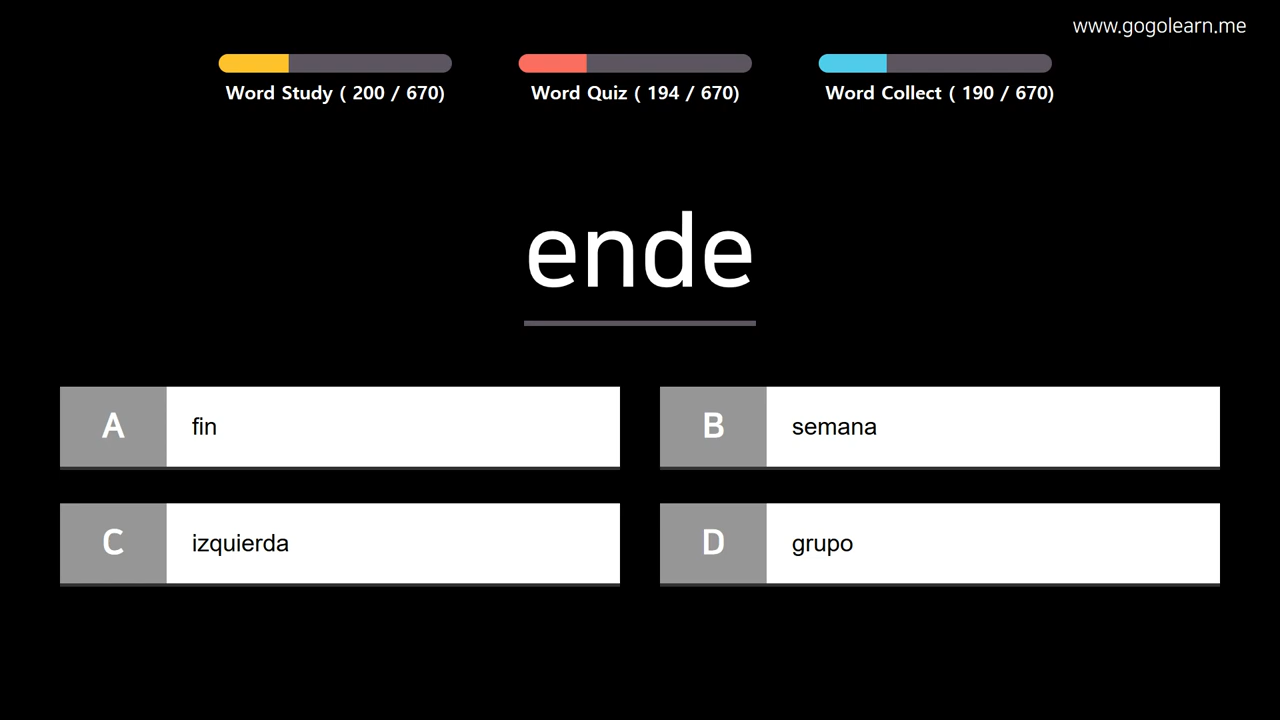 www.gogolearn.me
Word Study ( 200 / 670)
Word Quiz ( 194 / 670)
Word Collect ( 190 / 670)
ende
A fin
B semana
C izquierda
D grupo